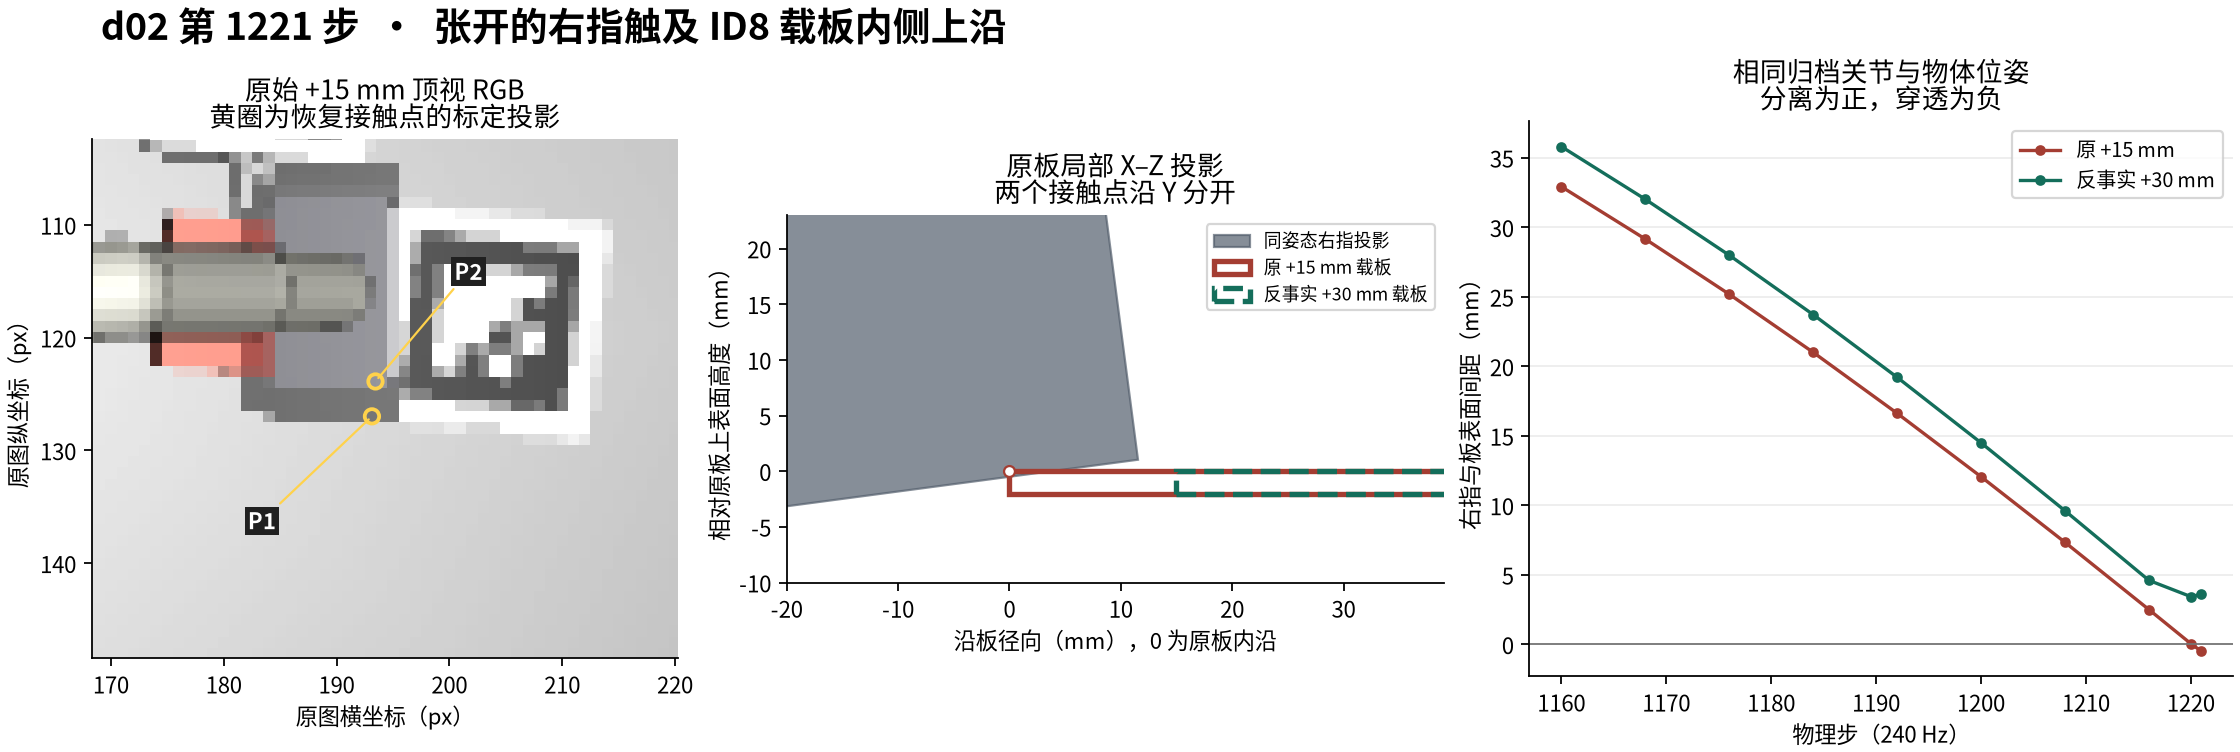 d02 第 1221 步 • 张开的右指触及 ID8 载板内侧上沿
原始 +15 mm 顶视 RGB
黄圈为恢复接触点的标定投影
P2
P1
110
120
130
140
170
180
190
200
210
220
原图纵坐标（px）
原图横坐标（px）
原板局部 X–Z 投影
两个接触点沿 Y 分开
同姿态右指投影
原 +15 mm 载板
反事实 +30 mm 载板
20
15
10
5
0
-5
-10
-20
-10
0
10
20
30
相对原板上表面高度（mm）
沿板径向（mm），0 为原板内沿
相同归档关节与物体位姿
分离为正，穿透为负
原 +15 mm
反事实 +30 mm
35
30
25
20
15
10
5
0
1160
1170
1180
1190
1200
1210
1220
右指与板表面间距（mm）
物理步（240 Hz）